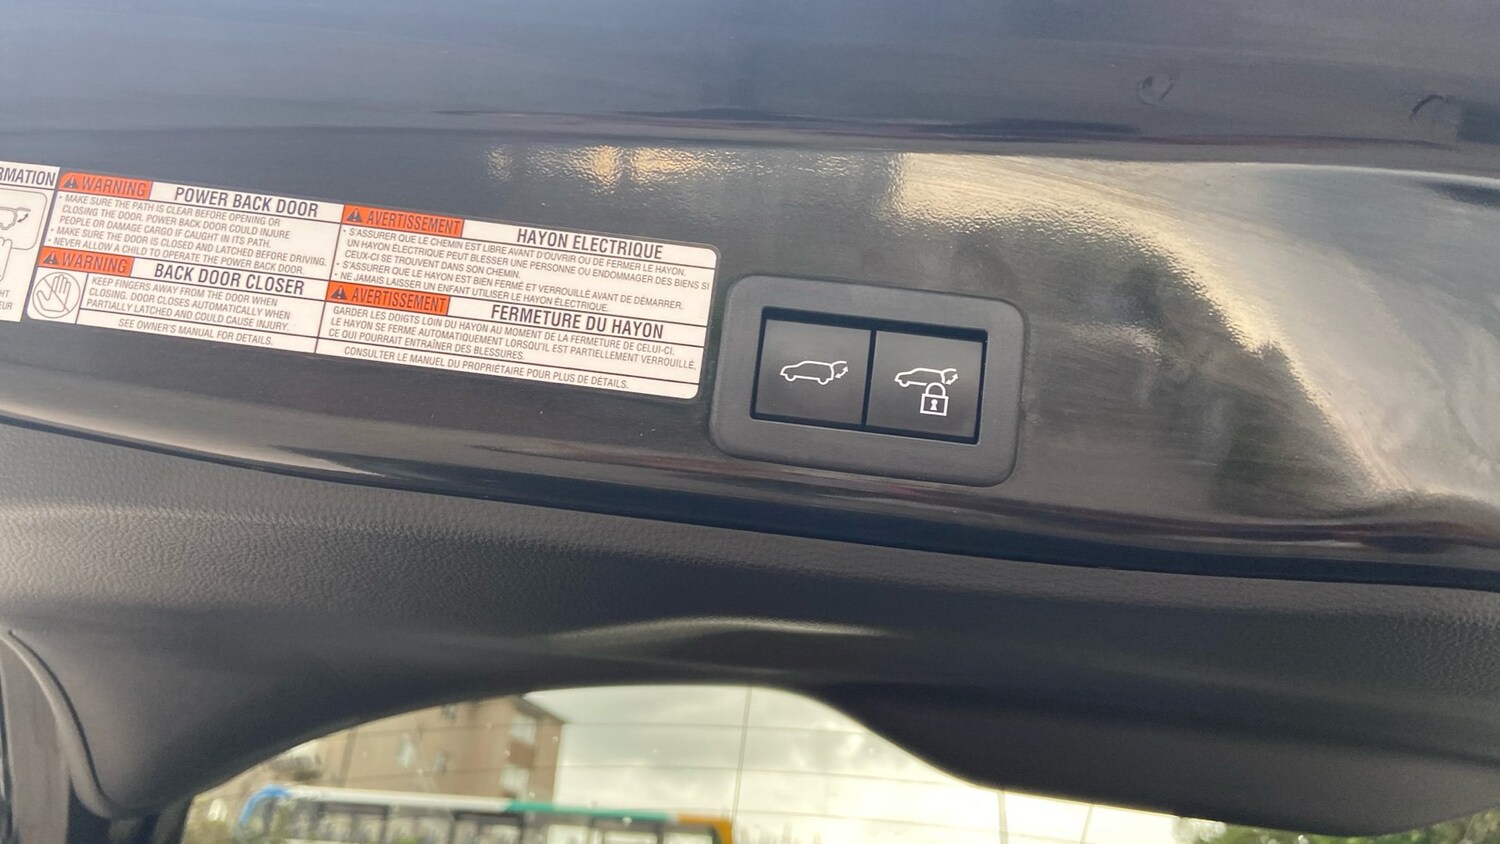 RMATION
HT
EUR
WARNING POWER BACK DOOR
• MAKE SURE THE PATH IS CLEAR BEFORE OPENING OR
CLOSING THE DOOR. POWER BACK DOOR COULD INJURE
PEOPLE OR DAMAGE CARGO IF CAUGHT IN ITS PATH.
• MAKE SURE THE DOOR IS CLOSED AND LATCHED BEFORE DRIVING.
• NEVER ALLOW A CHILD TO OPERATE THE POWER BACK DOOR.
WARNING BACK DOOR CLOSER
KEEP FINGERS AWAY FROM THE DOOR WHEN
CLOSING. DOOR CLOSES AUTOMATICALLY WHEN
PARTIALLY LATCHED AND COULD CAUSE INJURY.
SEE OWNER'S MANUAL FOR DETAILS.
AVERTISSEMENT HAYON ELECTRIQUE
• S'ASSURER QUE LE CHEMIN EST LIBRE AVANT D'OUVRIR OU DE FERMER LE HAYON.
UN HAYON ÉLECTRIQUE PEUT BLESSER UNE PERSONNE OU ENDOMMAGER DES BIENS SI
CEUX-CI SE TROUVENT DANS SON CHEMIN.
• S'ASSURER QUE LE HAYON EST BIEN FERMÉ ET VERROUILLÉ AVANT DE DÉMARRER.
• NE JAMAIS LAISSER UN ENFANT UTILISER LE HAYON ÉLECTRIQUE.
AVERTISSEMENT FERMETURE DU HAYON
GARDER LES DOIGTS LOIN DU HAYON AU MOMENT DE LA FERMETURE DE CELUI-CI.
LE HAYON SE FERME AUTOMATIQUEMENT LORSQU'IL EST PARTIELLEMENT VERROUILLÉ,
CE QUI POURRAIT ENTRAÎNER DES BLESSURES.
CONSULTER LE MANUEL DU PROPRIÉTAIRE POUR PLUS DE DÉTAILS.